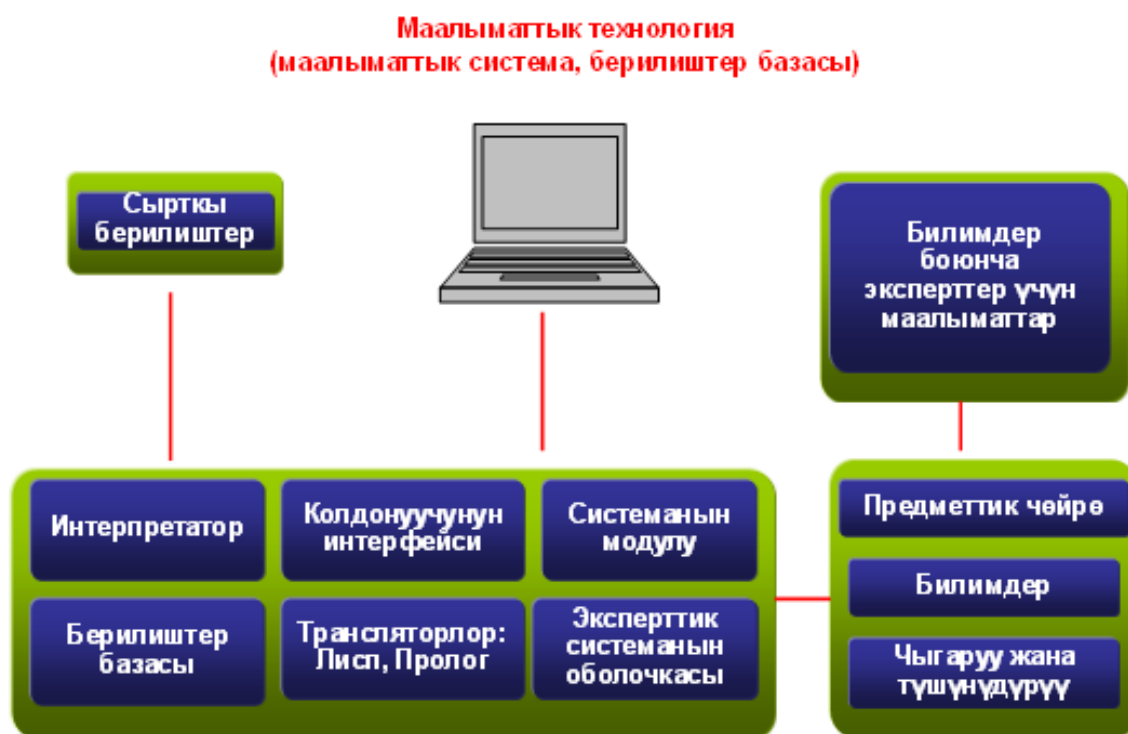 Маалыматтык технология
(маалыматтык система, берилиштер базасы)
Сырткы
берилиштер
Билимдер
боюнча
эксперттер үчүн
маалыматтар
Интерпретатор
Колдонуучунун
интерфейси
Системанын
модулу
Берилиштер
базасы
Трансляторлор:
Лисп, Пролог
Эксперттик
системанын
оболочкасы
Предметтик чөйрө
Билимдер
Чыгаруу жана
түшүнүдүрүү